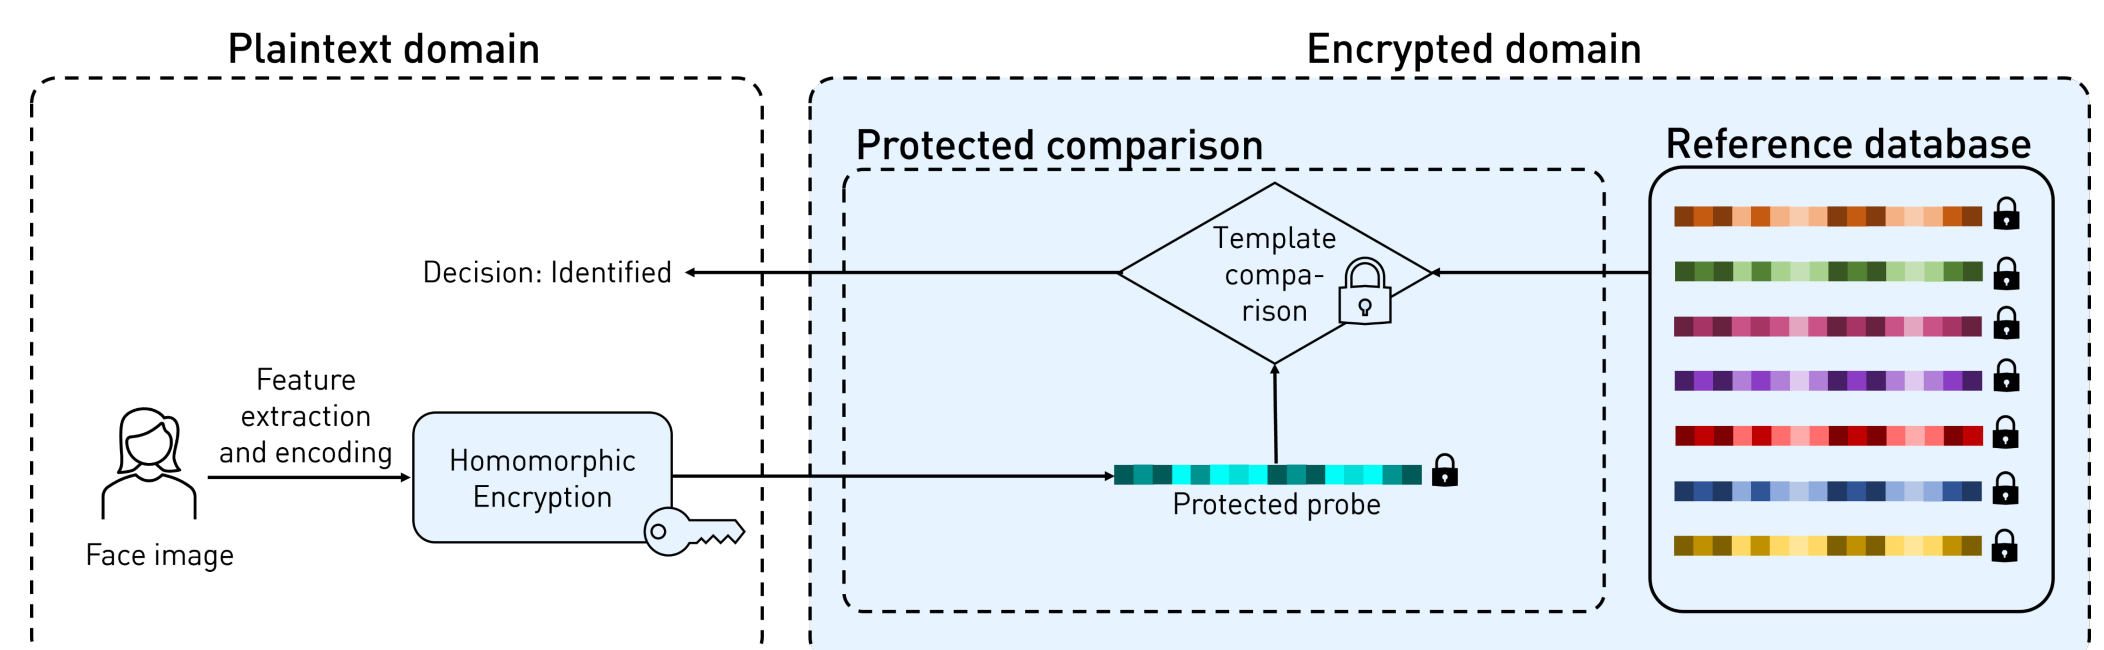 Plaintext domain
Encrypted domain
Protected comparison
Reference database
Template
compa-
rison
Decision: Identified
Feature
extraction
and encoding
Homomorphic
Encryption
Protected probe
Face image